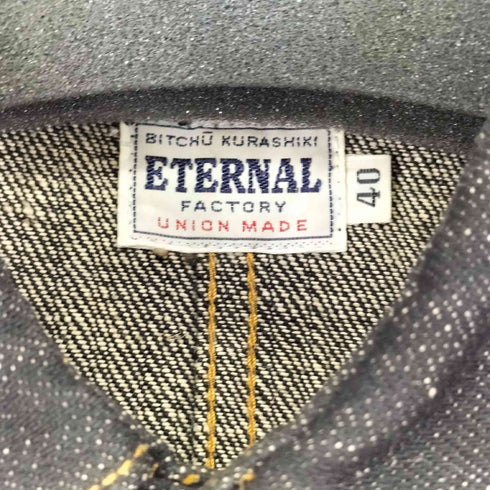 BITCHŪ KURASHIKI
ETERNAL
FACTORY
UNION MADE
40